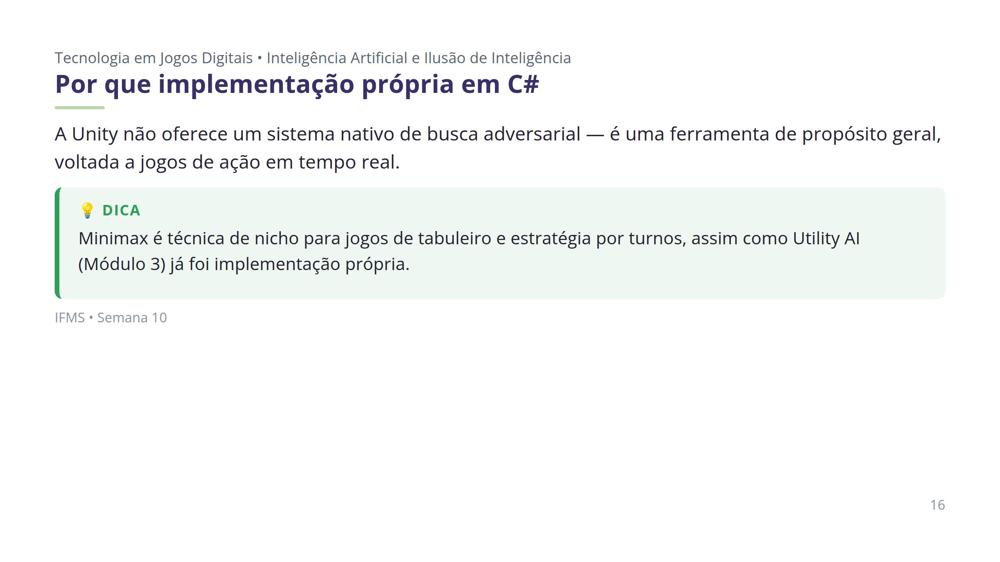 Tecnologia em Jogos Digitais • Inteligência Artificial e Ilusão de Inteligência
Por que implementação própria em C#
A Unity não oferece um sistema nativo de busca adversarial — é uma ferramenta de propósito geral,
voltada a jogos de ação em tempo real.
💡 DICA
Minimax é técnica de nicho para jogos de tabuleiro e estratégia por turnos, assim como Utility AI
(Módulo 3) já foi implementação própria.
IFMS • Semana 10
16